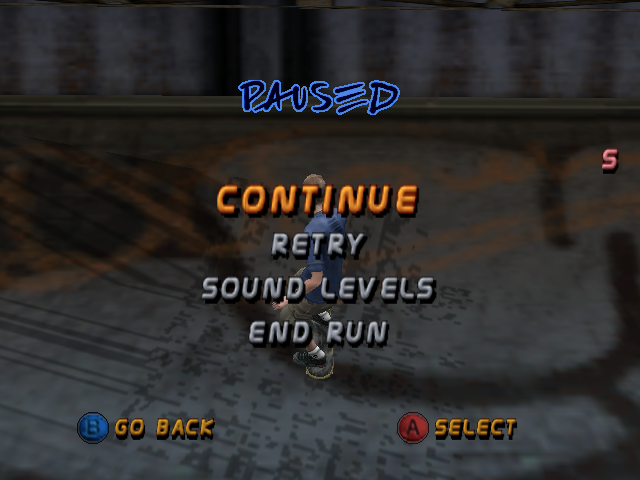 PAUSED
S
CONTINUE
RETRY
SOUND LEVELS
END RUN
B GO BACK
A SELECT